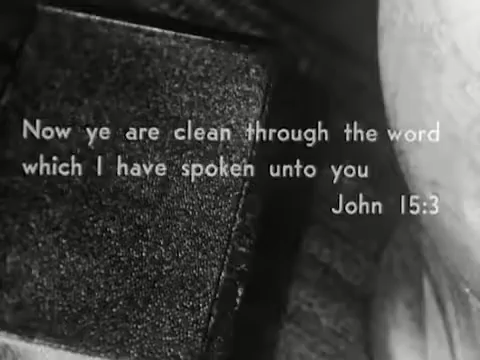 Now ye are clean through the word
which I have spoken unto you
John 15:3